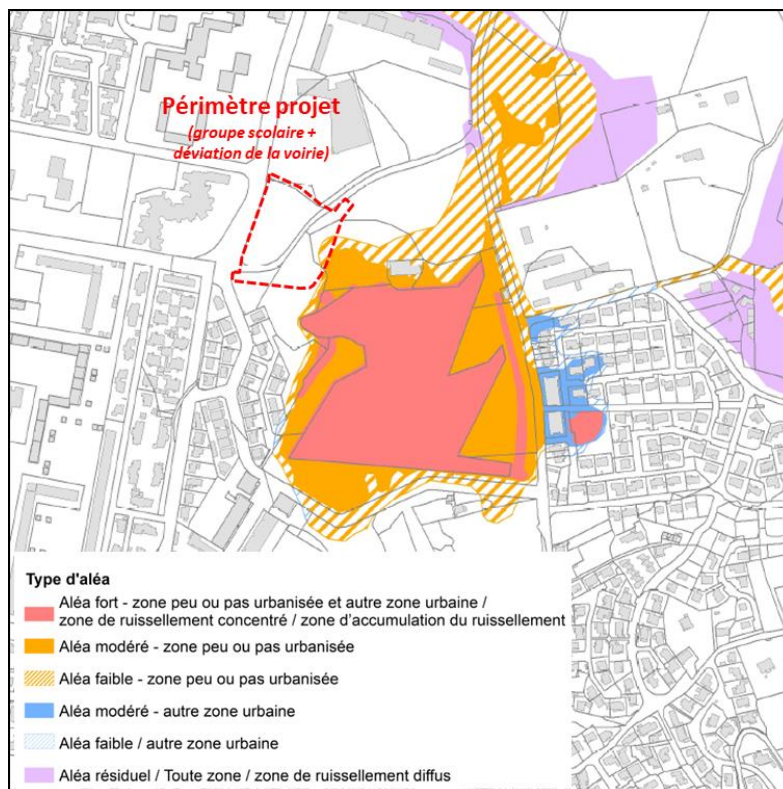 Périmètre projet
(groupe scolaire +
déviation de la voirie)
Type d'aléa
Aléa fort - zone peu ou pas urbanisée et autre zone urbaine /
zone de ruissellement concentré / zone d'accumulation du ruissellement
Aléa modéré - zone peu ou pas urbanisée
Aléa faible - zone peu ou pas urbanisée
Aléa modéré - autre zone urbaine
Aléa faible / autre zone urbaine
Aléa résiduel / Toute zone / zone de ruissellement diffus